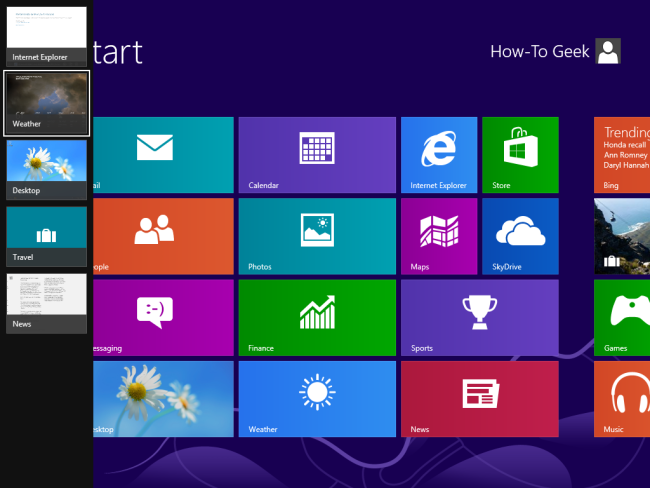 Internet Explorer
Weather
Desktop
Travel
News
tart
How-To Geek
ail
Calendar
Internet Explorer
Store
Trending
Honda recall
Ann Romney
Daryl Hannah
Bing
ople
Photos
Maps
SkyDrive
essaging
:-)
Finance
Sports
Games
esktop
Weather
News
Music